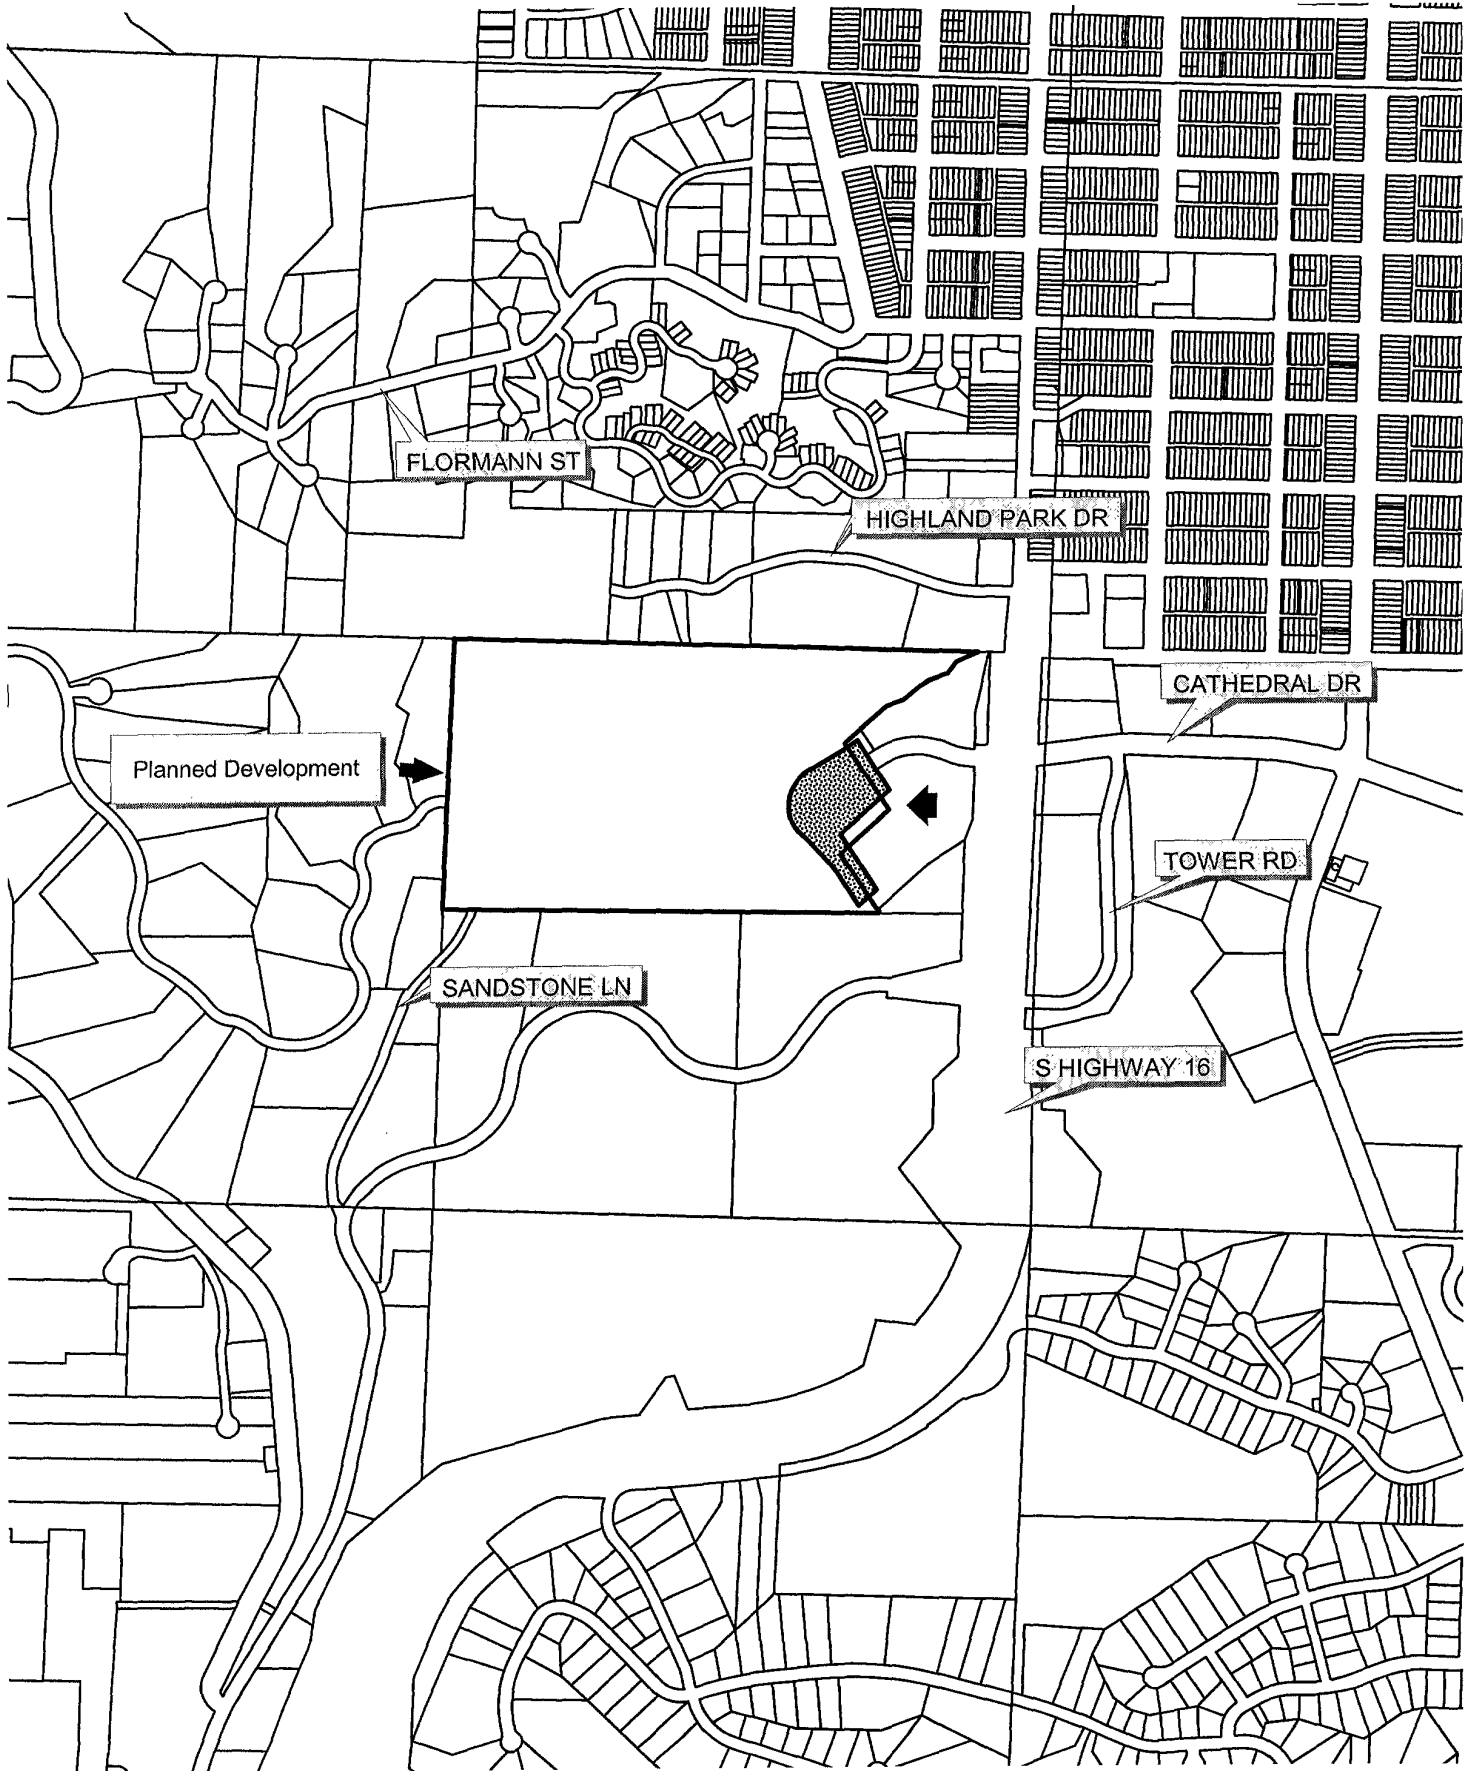 FLORMANN ST
HIGHLAND PARK DR
CATHEDRAL DR
Planned Development
TOWER RD
SANDSTONE LN
S HIGHWAY 16